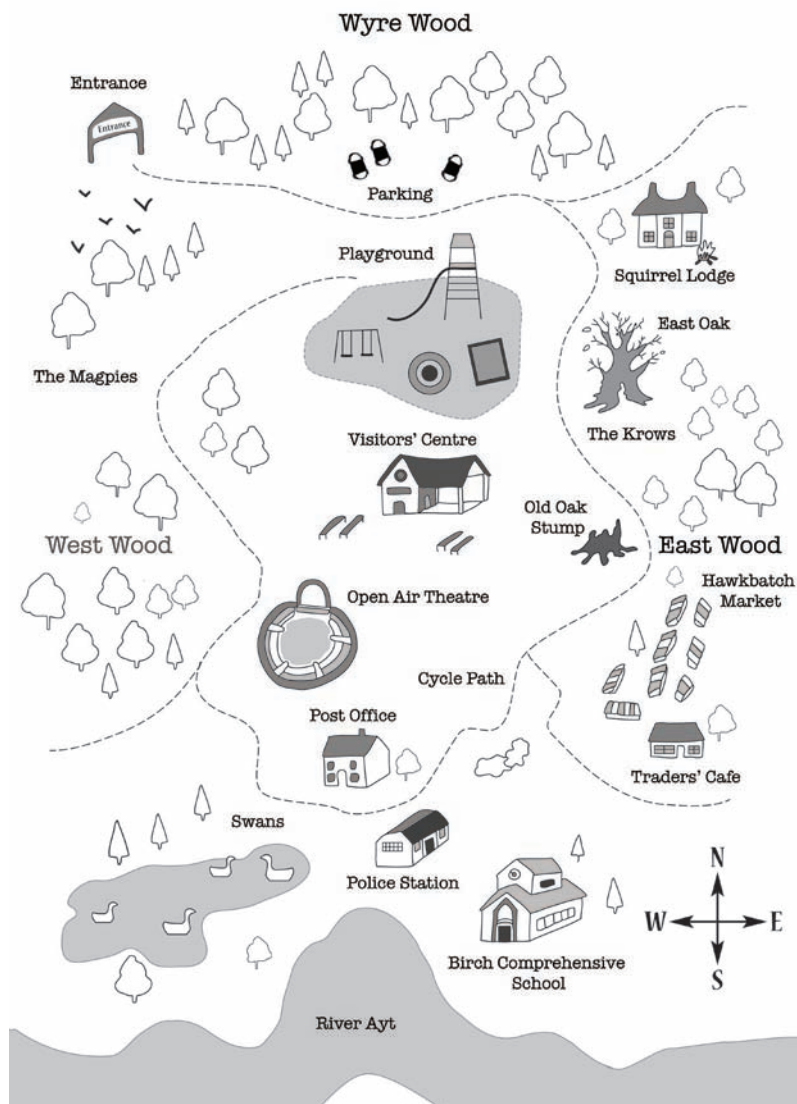 Wyre Wood
Entrance
Entrance
Parking
Playground
Squirrel Lodge
East Oak
The Magpies
The Krows
Visitors' Centre
Old Oak
Stump
West Wood
East Wood
Hawkbatch
Market
Open Air Theatre
Cycle Path
Post Office
Traders' Cafe
Swans
Police Station
N
W
E
S
Birch Comprehensive
School
River Ayt